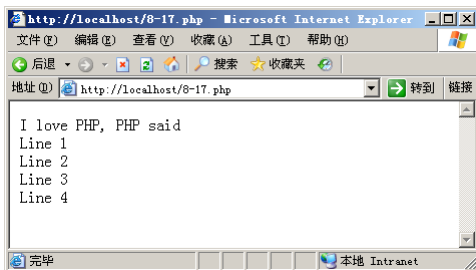 http://localhost/8-17.php - Microsoft Internet Explorer
文件(F) 编辑(E) 查看(V) 收藏(A) 工具(T) 帮助(H)
后退 搜索 收藏夹
地址(D) http://localhost/8-17.php 转到 链接
I love PHP, PHP said
Line 1
Line 2
Line 3
Line 4
完毕 本地 Intranet